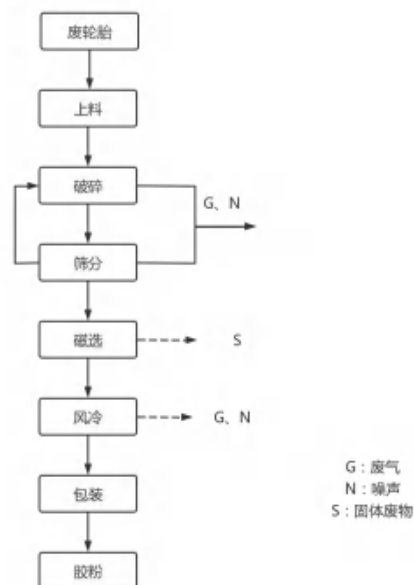 废轮胎
上料
破碎
G、N
筛分
磁选
S
风冷
G、N
包装
胶粉
G：废气
N：噪声
S：固体废物